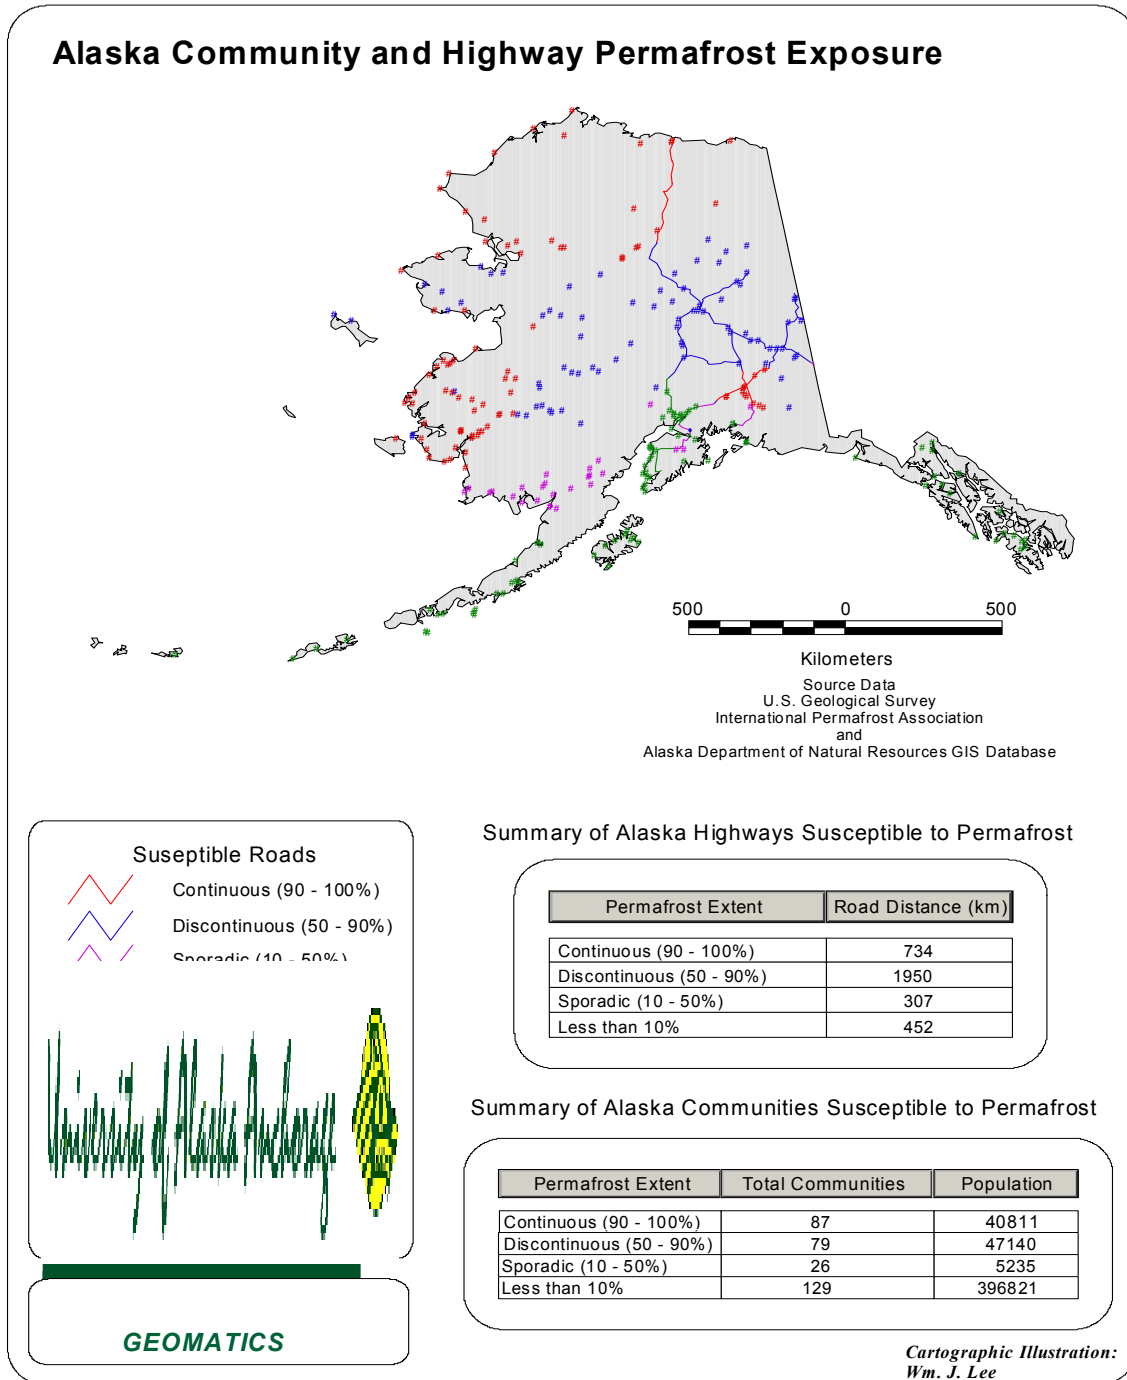 Alaska Community and Highway Permafrost Exposure
500 0 500
Kilometers
Source Data
U.S. Geological Survey
International Permafrost Association
and
Alaska Department of Natural Resources GIS Database
Suseptible Roads
Continuous (90 - 100%)
Discontinuous (50 - 90%)
Sporadic (10 - 50%)
GEOMATICS
Summary of Alaska Highways Susceptible to Permafrost
Permafrost Extent Road Distance (km)
Continuous (90 - 100%) 734
Discontinuous (50 - 90%) 1950
Sporadic (10 - 50%) 307
Less than 10% 452
Summary of Alaska Communities Susceptible to Permafrost
Permafrost Extent Total Communities Population
Continuous (90 - 100%) 87 40811
Discontinuous (50 - 90%) 79 47140
Sporadic (10 - 50%) 26 5235
Less than 10% 129 396821
Cartographic Illustration:
Wm. J. Lee